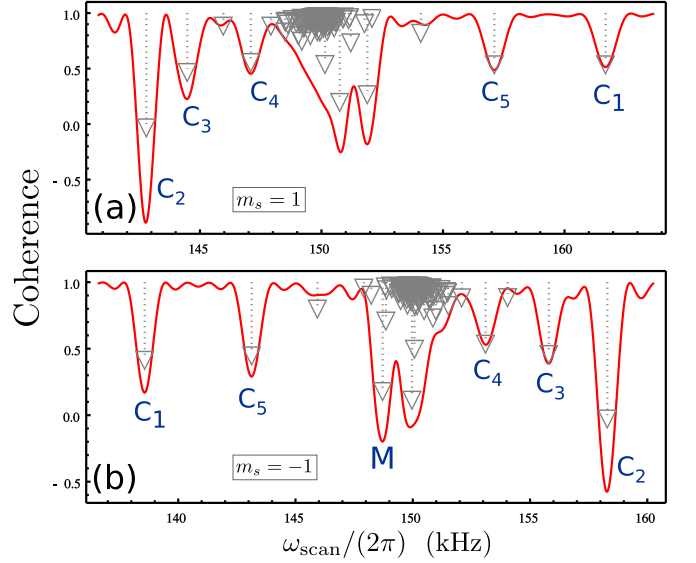 1.0
0.5
0.0
- 0.5
C₃
C₄
C₅
C₁
C₂
(a)
mₛ = 1
145
150
155
160
Coherence
1.0
0.5
0.0
- 0.5
C₁
C₅
M
C₄
C₃
C₂
(b)
mₛ = −1
140
145
150
155
160
ω_scan/(2π) (kHz)